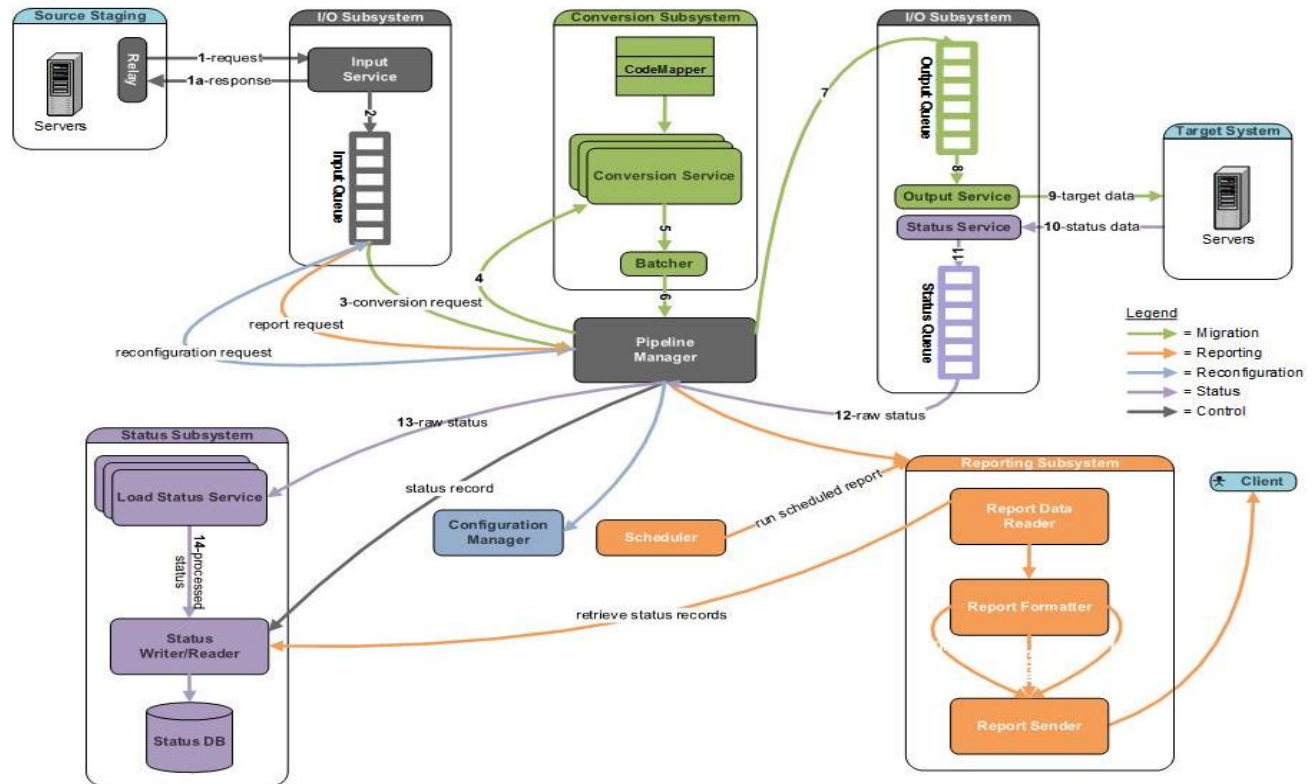 Source Staging
Relay
Servers
1-request
1a-response
I/O Subsystem
Input
Service
2
Input Queue
Conversion Subsystem
CodeMapper
Conversion Service
5
Batcher
6
4
3-conversion request
report request
reconfiguration request
Pipeline
Manager
7
I/O Subsystem
Output Queue
8
Output Service
Status Service
11
Status Queue
9-target data
10-status data
Target System
Servers
Legend
= Migration
= Reporting
= Reconfiguration
= Status
= Control
12-raw status
13-raw status
status record
Status Subsystem
Load Status Service
14-processed
status
Status
Writer/Reader
Status DB
Configuration
Manager
Scheduler
run scheduled report
retrieve status records
Reporting Subsystem
Report Data
Reader
Report Formatter
Report Sender
Client